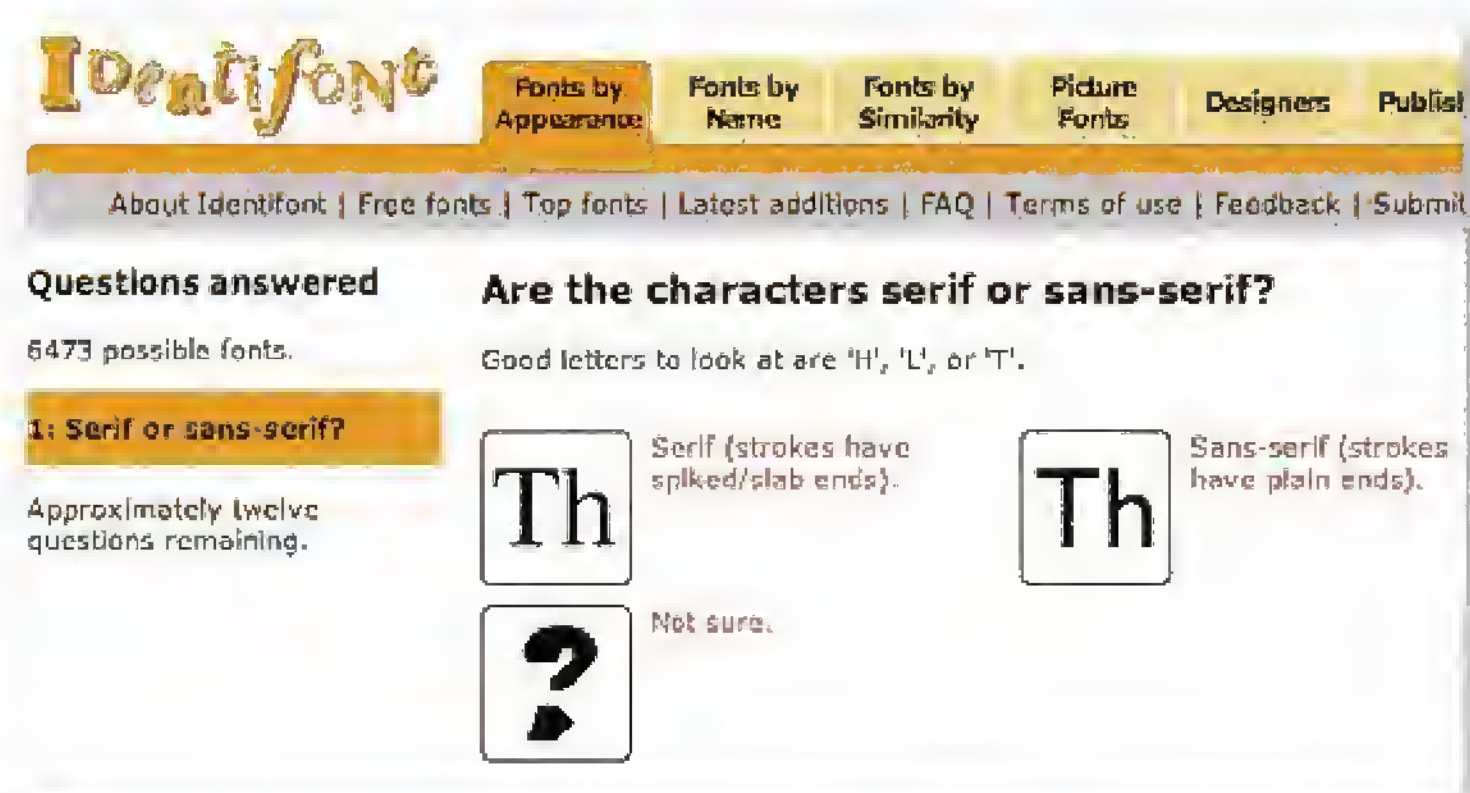 Identifont
Fonts by Appearance
Fonts by Name
Fonts by Similarity
Picture Fonts
Designers
Publis
About Identifont | Free fonts | Top fonts | Latest additions | FAQ | Terms of use | Feedback | Submit
Questions answered
6473 possible fonts.
1: Serif or sans-serif?
Approximately twelve
questions remaining.
Are the characters serif or sans-serif?
Good letters to look at are 'H', 'L', or 'T'.
Th
Serif (strokes have
spiked/slab ends).
Th
Sans-serif (strokes
have plain ends).
?
Not sure.